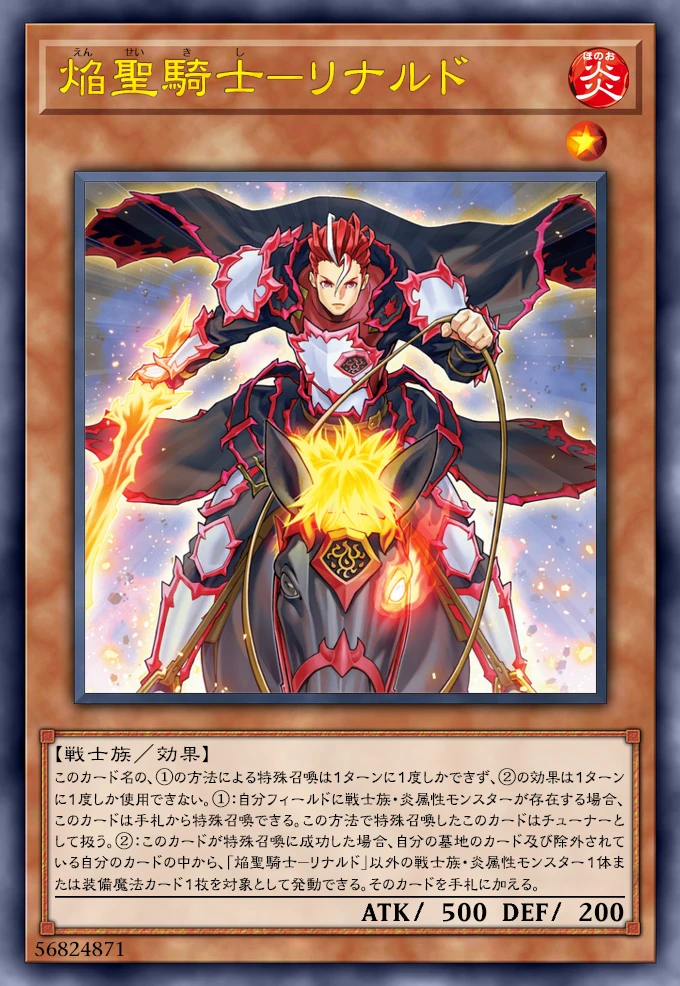 えんせいきし
焔聖騎士－リナルド
ほのお
炎
【戦士族／効果】
このカード名の、①の方法による特殊召喚は1ターンに1度しかできず、②の効果は1ターン
に1度しか使用できない。①：自分フィールドに戦士族・炎属性モンスターが存在する場合、
このカードは手札から特殊召喚できる。この方法で特殊召喚したこのカードはチューナーと
して扱う。②：このカードが特殊召喚に成功した場合、自分の墓地のカード及び除外されて
いる自分のカードの中から、「焔聖騎士－リナルド」以外の戦士族・炎属性モンスター1体ま
たは装備魔法カード1枚を対象として発動できる。そのカードを手札に加える。
ATK/ 500 DEF/ 200
56824871